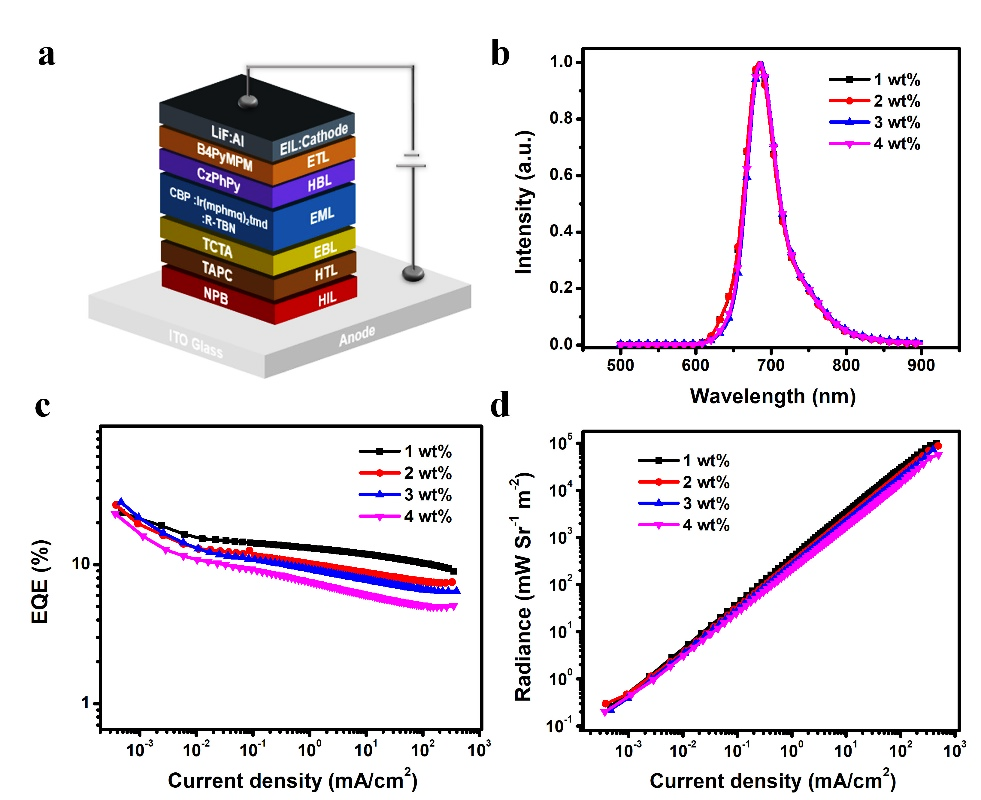 a
LiF:Al EIL:Cathode
B4PyMPM ETL
CzPhPy HBL
CBP :Ir(mphmq)₂tmd
:R-TBN EML
TCTA EBL
TAPC HTL
NPB HIL
ITO Glass Anode
b
1.0
0.8
0.6
0.4
0.2
0.0
Intensity (a.u.)
1 wt%
2 wt%
3 wt%
4 wt%
500 600 700 800 900
Wavelength (nm)
c
EQE (%)
10
1
1 wt%
2 wt%
3 wt%
4 wt%
10⁻³ 10⁻² 10⁻¹ 10⁰ 10¹ 10² 10³
Current density (mA/cm²)
d
Radiance (mW Sr⁻¹ m⁻²)
10⁵
10⁴
10³
10²
10¹
10⁰
10⁻¹
1 wt%
2 wt%
3 wt%
4 wt%
10⁻³ 10⁻² 10⁻¹ 10⁰ 10¹ 10² 10³
Current density (mA/cm²)